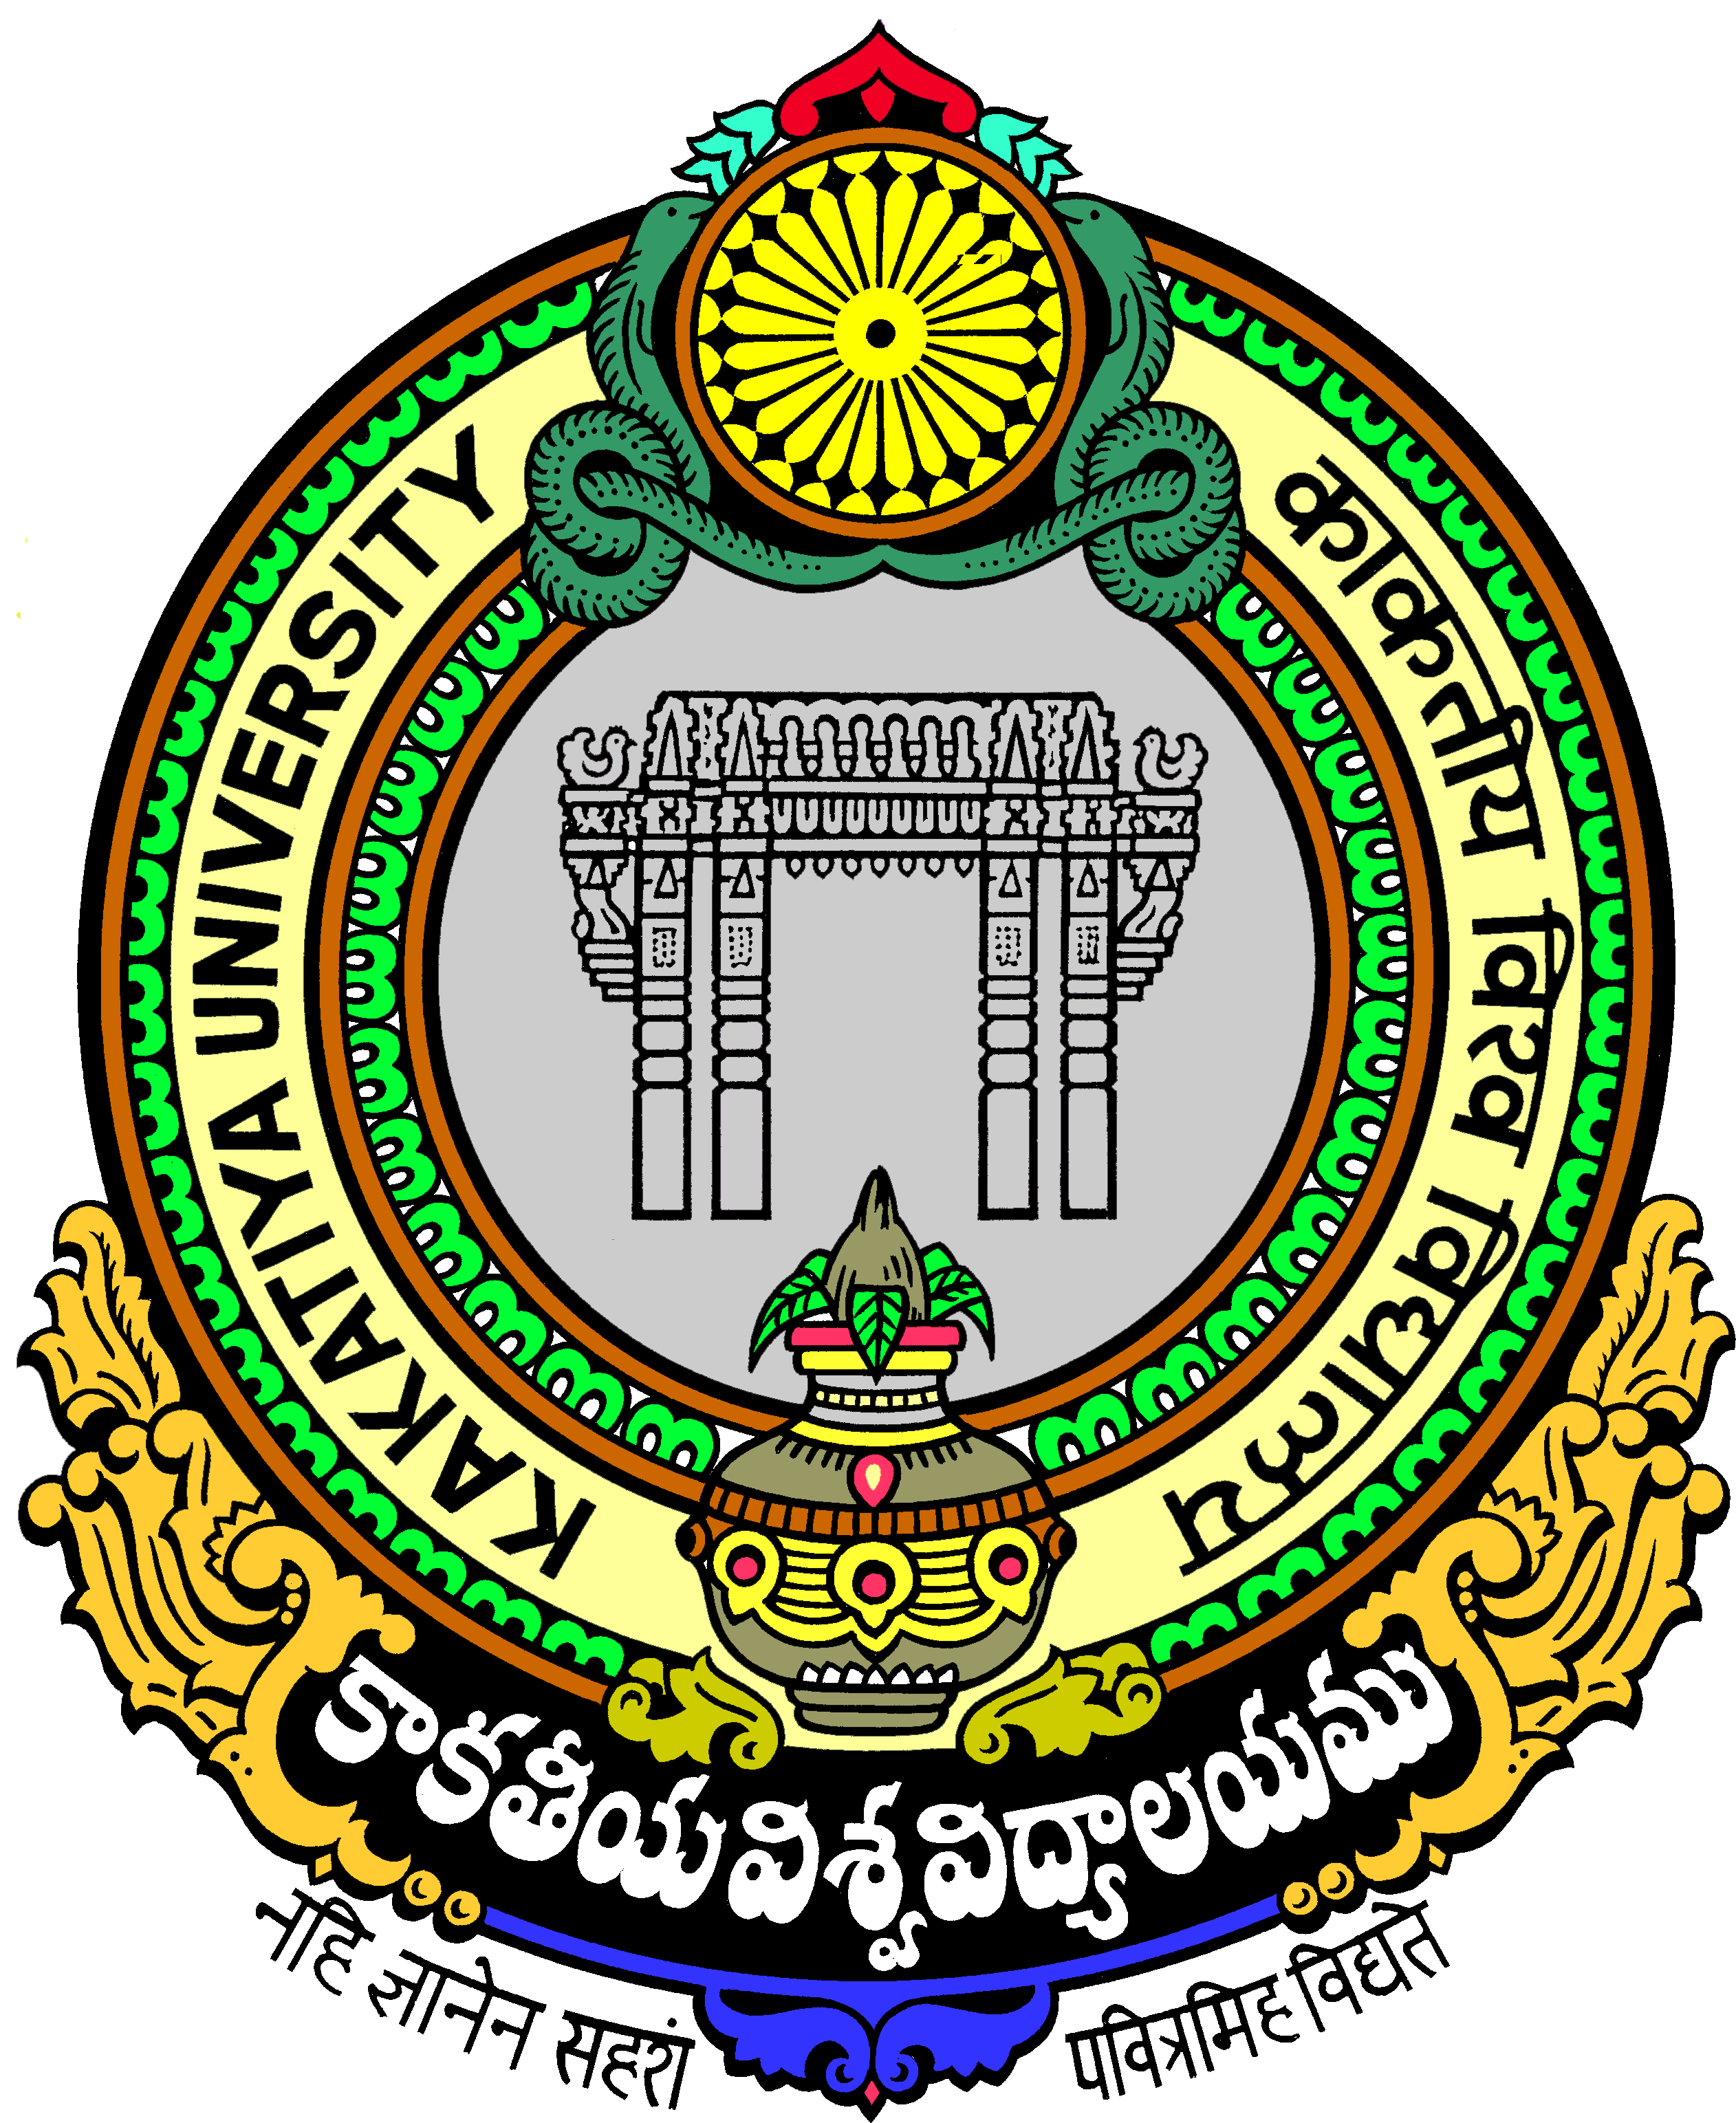 KAKATIYA UNIVERSITY
काकतीय विश्व विद्यालय
కాకతీయ విశ్వవిద్యాలయము
नहि ज्ञानेन सदृशं
पवित्रमिह विद्यते